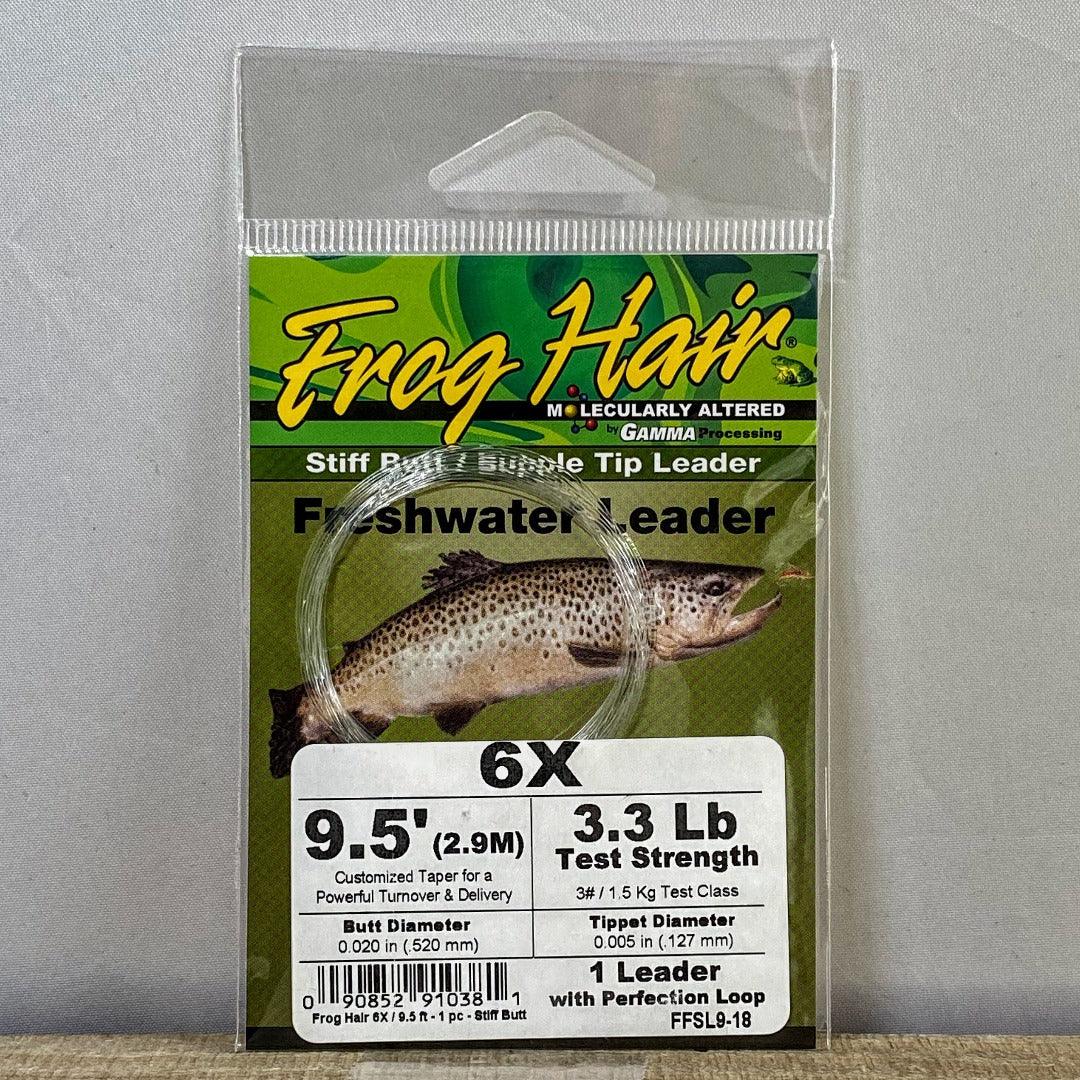 Frog Hair®
MOLECULARLY ALTERED
by GAMMA Processing
Stiff Butt / Supple Tip Leader
Freshwater Leader
6X
9.5' (2.9M)
Customized Taper for a
Powerful Turnover & Delivery
3.3 Lb
Test Strength
3# / 1.5 Kg Test Class
Butt Diameter
0.020 in (.520 mm)
Tippet Diameter
0.005 in (.127 mm)
0 90852 91038 1
Frog Hair 6X / 9.5 ft - 1 pc - Stiff Butt
1 Leader
with Perfection Loop
FFSL9-18